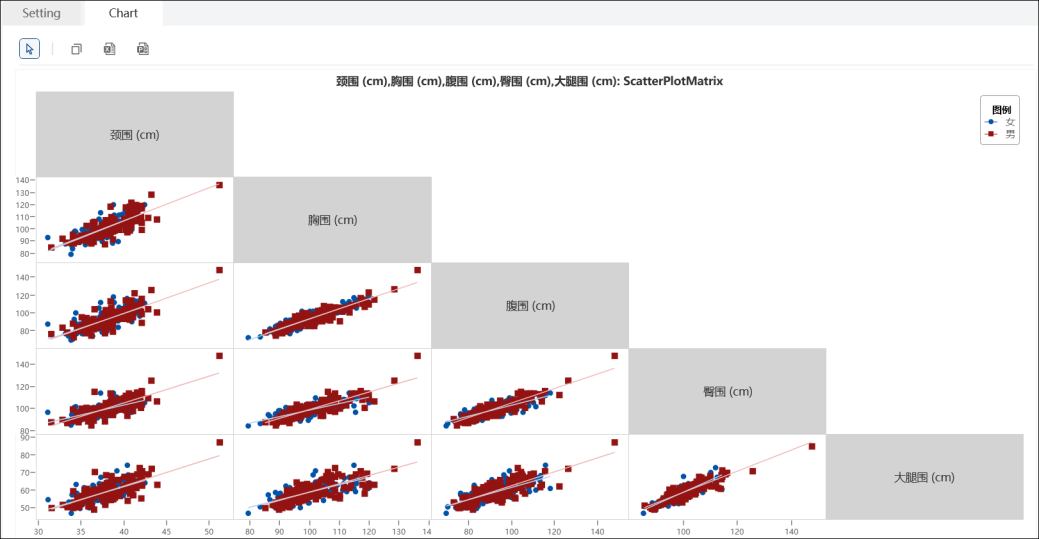 Setting Chart
颈围 (cm),胸围 (cm),腹围 (cm),臀围 (cm),大腿围 (cm): ScatterPlotMatrix
图例
女
男
颈围 (cm)
140
130
120
110
100
90
80
胸围 (cm)
140
120
100
80
腹围 (cm)
140
120
100
80
臀围 (cm)
90
80
70
60
50
大腿围 (cm)
30 35 40 45 50 80 90 100 110 120 130 14 80 100 120 140 100 120 140